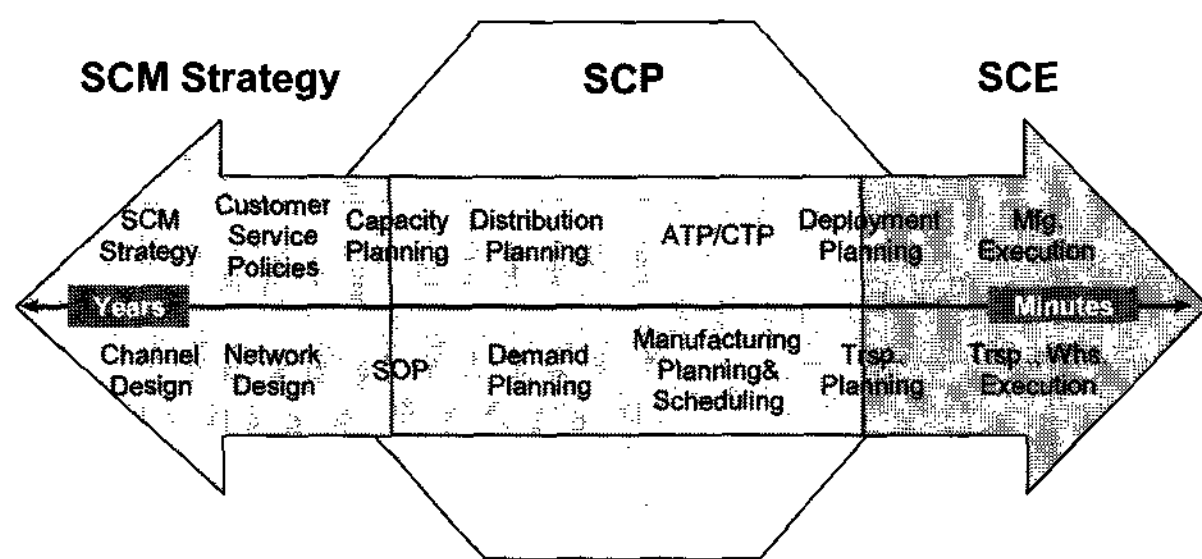 SCM Strategy
SCP
SCE
SCM
Strategy
Customer
Service
Policies
Capacity
Planning
Distribution
Planning
ATP/CTP
Deployment
Planning
Mfg.
Execution
Years
Minutes
Channel
Design
Network
Design
SOP
Demand
Planning
Manufacturing
Planning&
Scheduling
Trsp.
Planning
Trsp.. Whs.
Execution